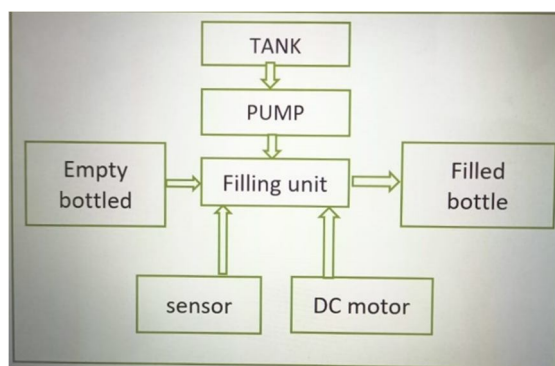 TANK
PUMP
Empty
bottled
Filling unit
Filled
bottle
sensor
DC motor